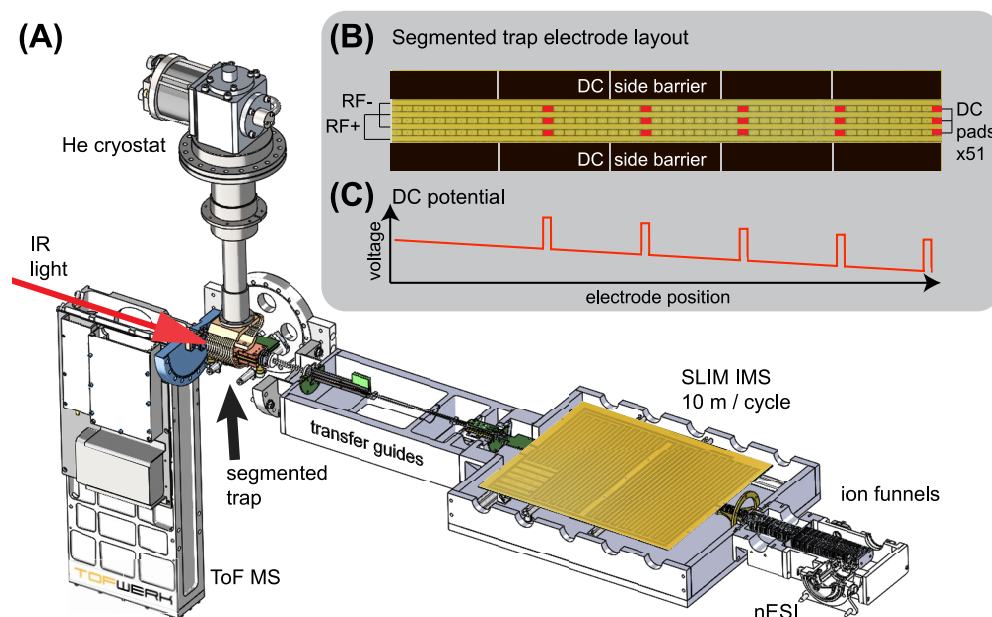 (A)
He cryostat
IR
light
segmented
trap
ToF MS
TOFWERK
transfer guides
SLIM IMS
10 m / cycle
ion funnels
nESI
(B) Segmented trap electrode layout
DC side barrier
RF-
RF+
DC
pads
x51
DC side barrier
(C) DC potential
voltage
electrode position